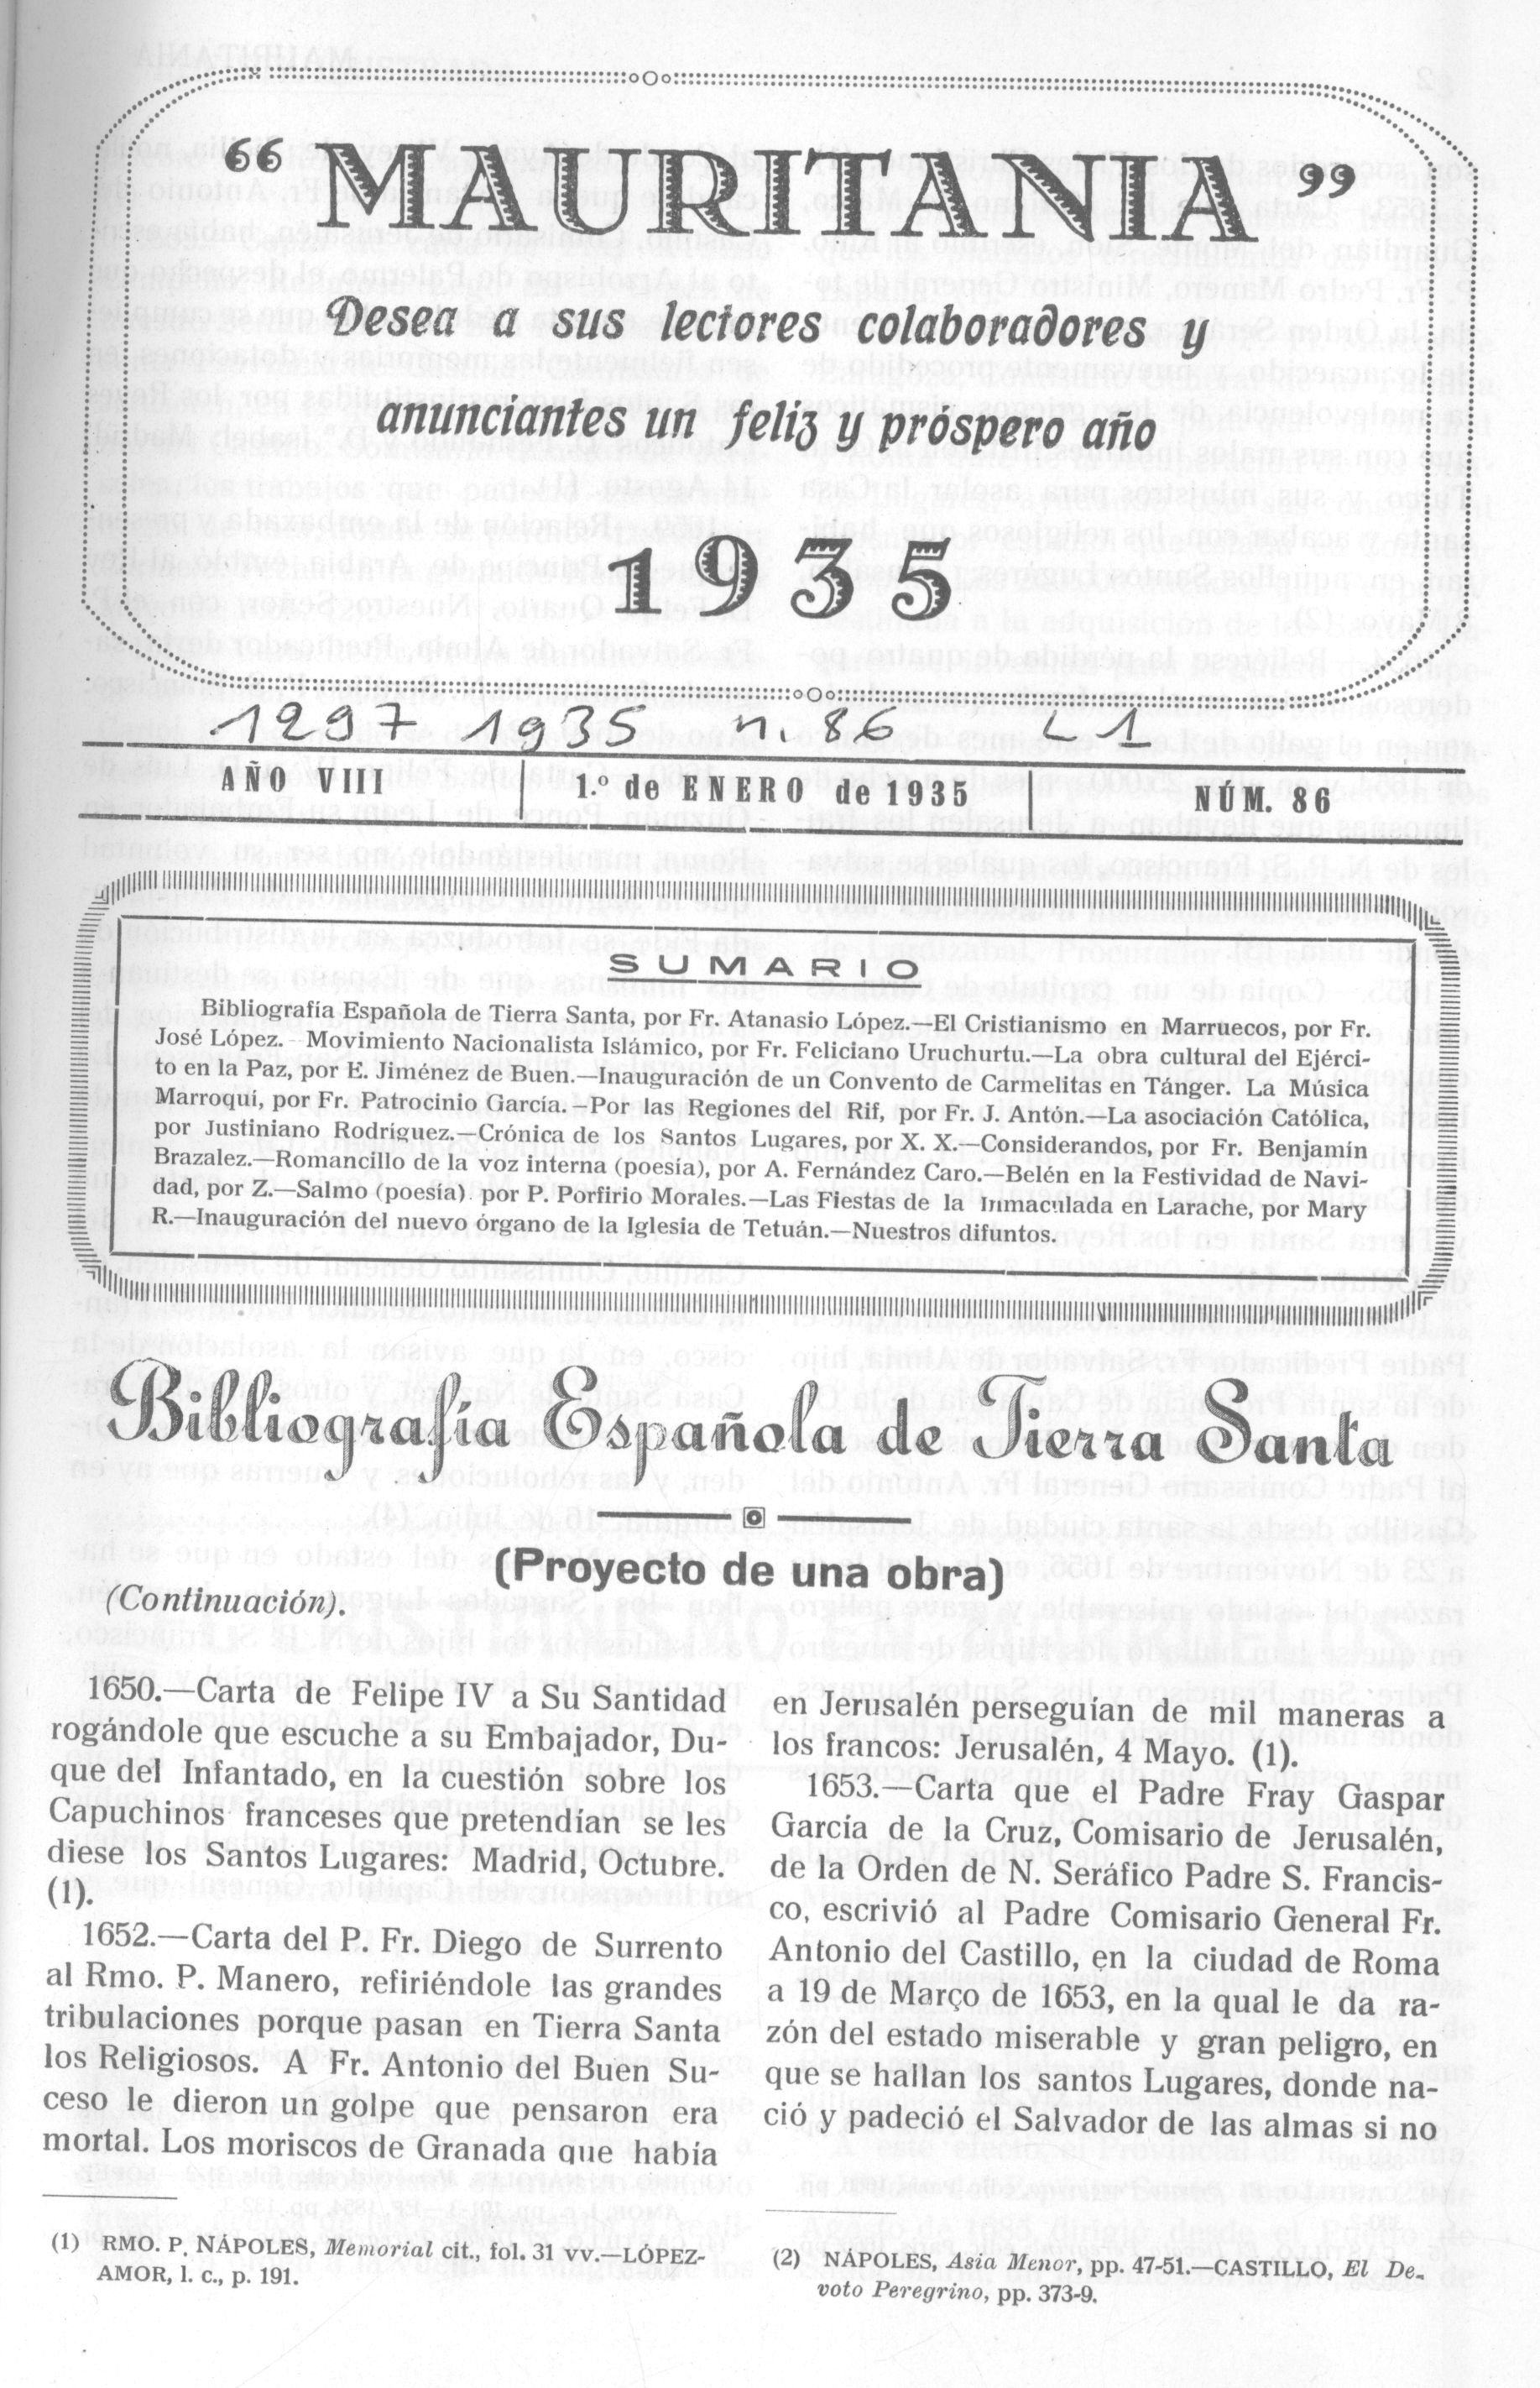 “ MAURITANIA ”
Desea a sus lectores colaboradores y
anunciantes un feliz y próspero año
1935
1297 1935 n. 86 L1
AÑO VIII 1.º de ENERO de 1935 NÚM. 86
SUMARIO
Bibliografía Española de Tierra Santa, por Fr. Atanasio López.—El Cristianismo en Marruecos, por Fr.
José López. - Movimiento Nacionalista Islámico, por Fr. Feliciano Uruchurtu.—La obra cultural del Ejérci-
to en la Paz, por E. Jiménez de Buen.—Inauguración de un Convento de Carmelitas en Tánger. La Música
Marroquí, por Fr. Patrocinio García.—Por las Regiones del Rif, por Fr. J. Antón.—La asociación Católica,
por Justiniano Rodríguez.—Crónica de los Santos Lugares, por X. X.—Considerandos, por Fr. Benjamín
Brazalez.—Romancillo de la voz interna (poesía), por A. Fernández Caro.—Belén en la Festividad de Navi-
dad, por Z.—Salmo (poesía). por P. Porfirio Morales.—Las Fiestas de la Inmaculada en Larache, por Mary
R.—Inauguración del nuevo órgano de la Iglesia de Tetuán.—Nuestros difuntos.
Bibliografía Española de Tierra Santa
(Proyecto de una obra)
(Continuación).
1650.—Carta de Felipe IV a Su Santidad
rogándole que escuche a su Embajador, Du-
que del Infantado, en la cuestión sobre los
Capuchinos franceses que pretendían se les
diese los Santos Lugares: Madrid, Octubre.
(1).
1652.—Carta del P. Fr. Diego de Surrento
al Rmo. P. Manero, refiriéndole las grandes
tribulaciones porque pasan en Tierra Santa
los Religiosos. A Fr. Antonio del Buen Su-
ceso le dieron un golpe que pensaron era
mortal. Los moriscos de Granada que había
(1) RMO. P. NÁPOLES, Memorial cit., fol. 31 vv.—LÓPEZ-
AMOR, l. c., p. 191.
en Jerusalén perseguían de mil maneras a
los francos: Jerusalén, 4 Mayo. (1).
1653.—Carta que el Padre Fray Gaspar
García de la Cruz, Comisario de Jerusalén,
de la Orden de N. Seráfico Padre S. Francis-
co, escrivió al Padre Comisario General Fr.
Antonio del Castillo, en la ciudad de Roma
a 19 de Março de 1653, en la qual le da ra-
zón del estado miserable y gran peligro, en
que se hallan los santos Lugares, donde na-
ció y padeció el Salvador de las almas si no
(2) NÁPOLES, Asia Menor, pp. 47-51.—CASTILLO, El De-
voto Peregrino, pp. 373-9.